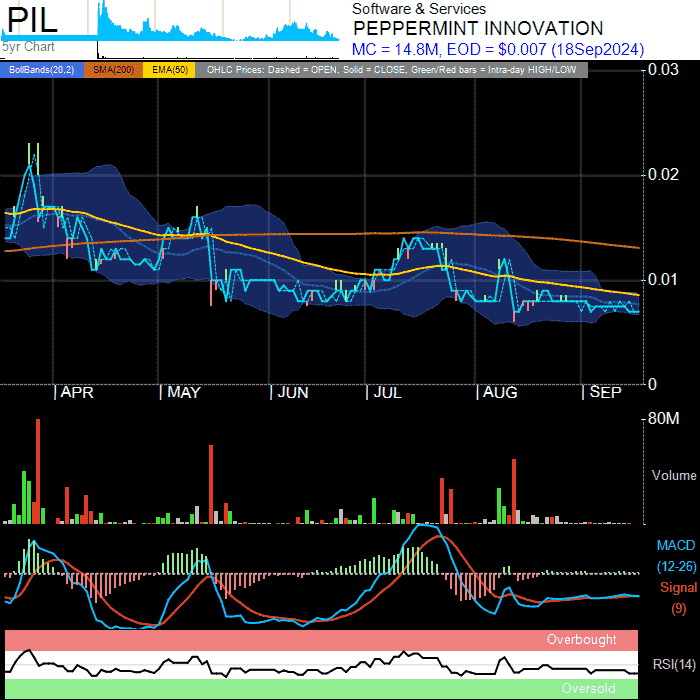 PIL
5yr Chart
Software & Services
PEPPERMINT INNOVATION
MC = 14.8M, EOD = $0.007 (18Sep2024)
BollBands(20,2) SMA(200) EMA(50) OHLC Prices: Dashed = OPEN, Solid = CLOSE, Green/Red bars = Intra-day HIGH/LOW
0.03
0.02
0.01
0
APR MAY JUN JUL AUG SEP
80M
Volume
MACD
(12-26)
Signal
(9)
Overbought
RSI(14)
Oversold